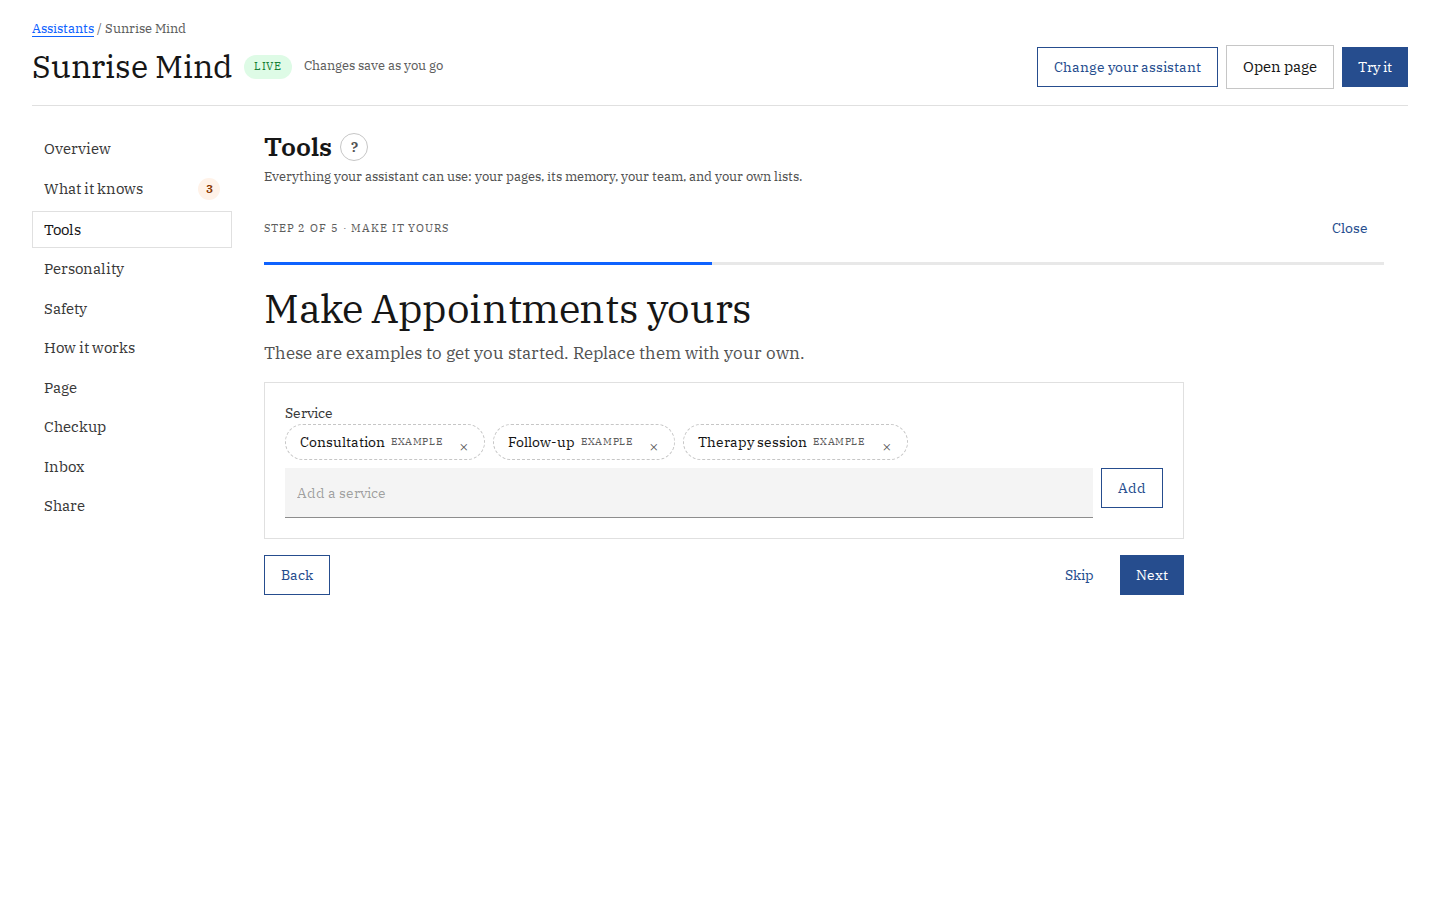 Assistants / Sunrise Mind
Sunrise Mind LIVE Changes save as you go Change your assistant Open page Try it
Overview
What it knows 3
Tools
Personality
Safety
How it works
Page
Checkup
Inbox
Share
Tools ?
Everything your assistant can use: your pages, its memory, your team, and your own lists.
STEP 2 OF 5 · MAKE IT YOURS Close
Make Appointments yours
These are examples to get you started. Replace them with your own.
Service
Consultation EXAMPLE × Follow-up EXAMPLE × Therapy session EXAMPLE ×
Add a service Add
Back Skip Next